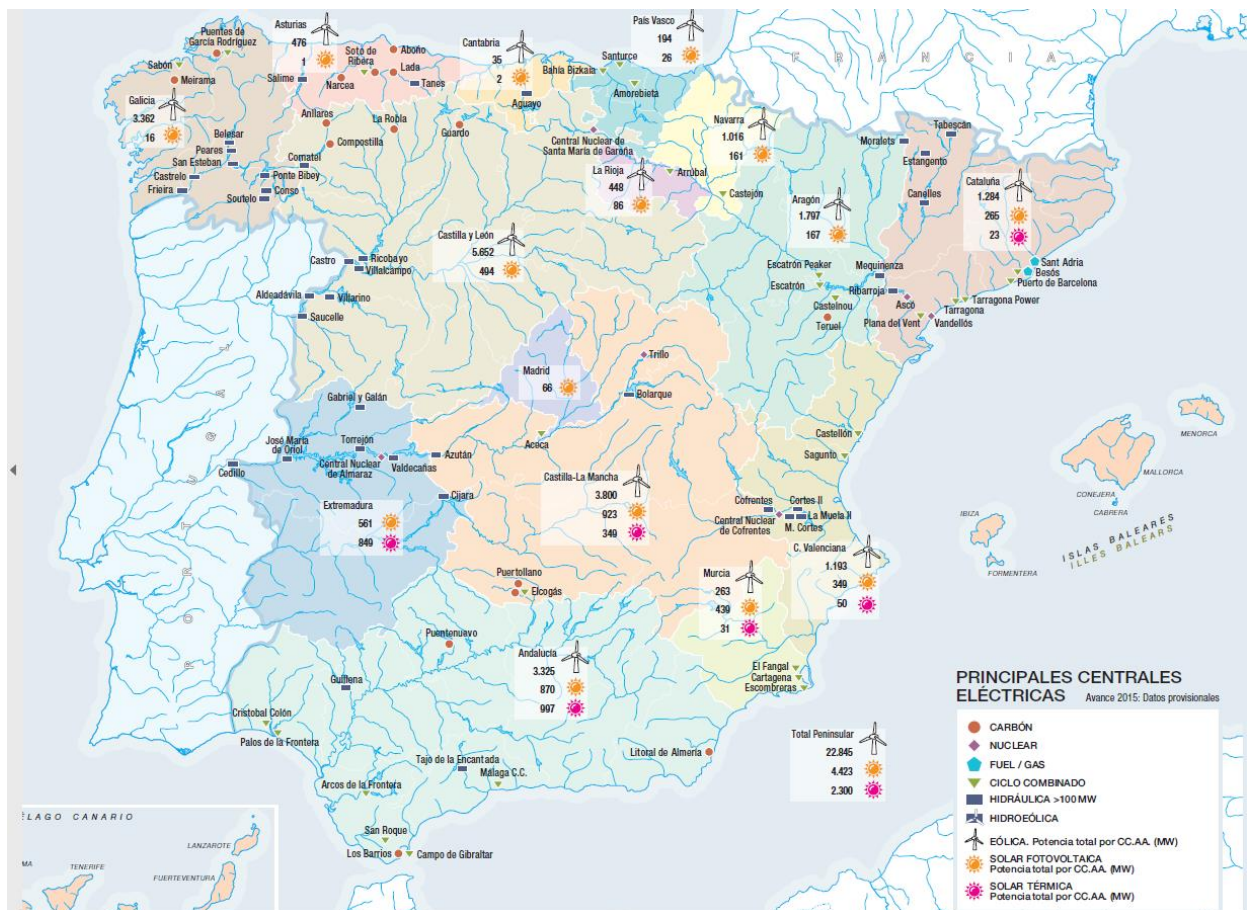 Asturias
476
1
Cantabria
35
2
País Vasco
194
26
Puentes de
García Rodríguez
Sabón
Meirama
Galicia
3.362
16
Salime
Soto de
Ribera
Aboño
Lada
Narcea
Tanes
Aguayo
Bahía Bizkaia
Santurce
Amorebieta
F R A N C I A
Belesar
Peares
San Esteban
Castrelo
Frieira
Anllares
Compostilla
La Robla
Guardo
Cornatel
Ponte Bibey
Conso
Soutelo
Central Nuclear de
Santa María de Garoña
La Rioja
448
86
Arrúbal
Navarra
1.016
161
Castejón
Aragón
1.797
167
Moralets
Tabescán
Estangento
Canelles
Cataluña
1.284
265
23
Castilla y León
5.652
494
Castro
Ricobayo
Villalcampo
Aldeadávila
Villarino
Saucelle
Escatrón Peaker
Escatrón
Castelnou
Teruel
Mequinenza
Ribarroja
Ascó
Plana del Vent
Vandellós
Tarragona
Tarragona Power
Sant Adria
Besós
Puerto de Barcelona
P O R T U G A L
Madrid
66
Trillo
Bolarque
Aceca
Gabriel y Galán
Torrejón
José María
de Oriol
Cedillo
Central Nuclear
de Almaraz
Valdecañas
Azután
Cijara
Extremadura
561
849
Castilla-La Mancha
3.800
923
349
Castellón
Sagunto
Cofrentes
Cortes II
La Muela II
M. Cortes
Central Nuclear
de Cofrentes
C. Valenciana
1.193
349
50
MENORCA
MALLORCA
CONEJERA
CABRERA
IBIZA
FORMENTERA
ISLAS BALEARES
ILLES BALEARS
Puertollano
Elcogás
Murcia
263
439
31
Puentenuevo
Andalucía
3.325
870
997
Guillena
El Fangal
Cartagena
Escombreras
Cristobal Colón
Palos de la Frontera
Tajo de la Encantada
Málaga C.C.
Litoral de Almería
Arcos de la Frontera
San Roque
Los Barrios
Campo de Gibraltar
Total Peninsular
22.845
4.423
2.300
PRINCIPALES CENTRALES
ELÉCTRICAS Avance 2015: Datos provisionales
CARBÓN
NUCLEAR
FUEL / GAS
CICLO COMBINADO
HIDRÁULICA >100 MW
HIDROEÓLICA
EÓLICA. Potencia total por CC.AA. (MW)
SOLAR FOTOVOLTAICA
Potencia total por CC.AA. (MW)
SOLAR TÉRMICA
Potencia total por CC.AA. (MW)
ÉLAGO CANARIO
LANZAROTE
TENERIFE
FUERTEVENTURA
MA